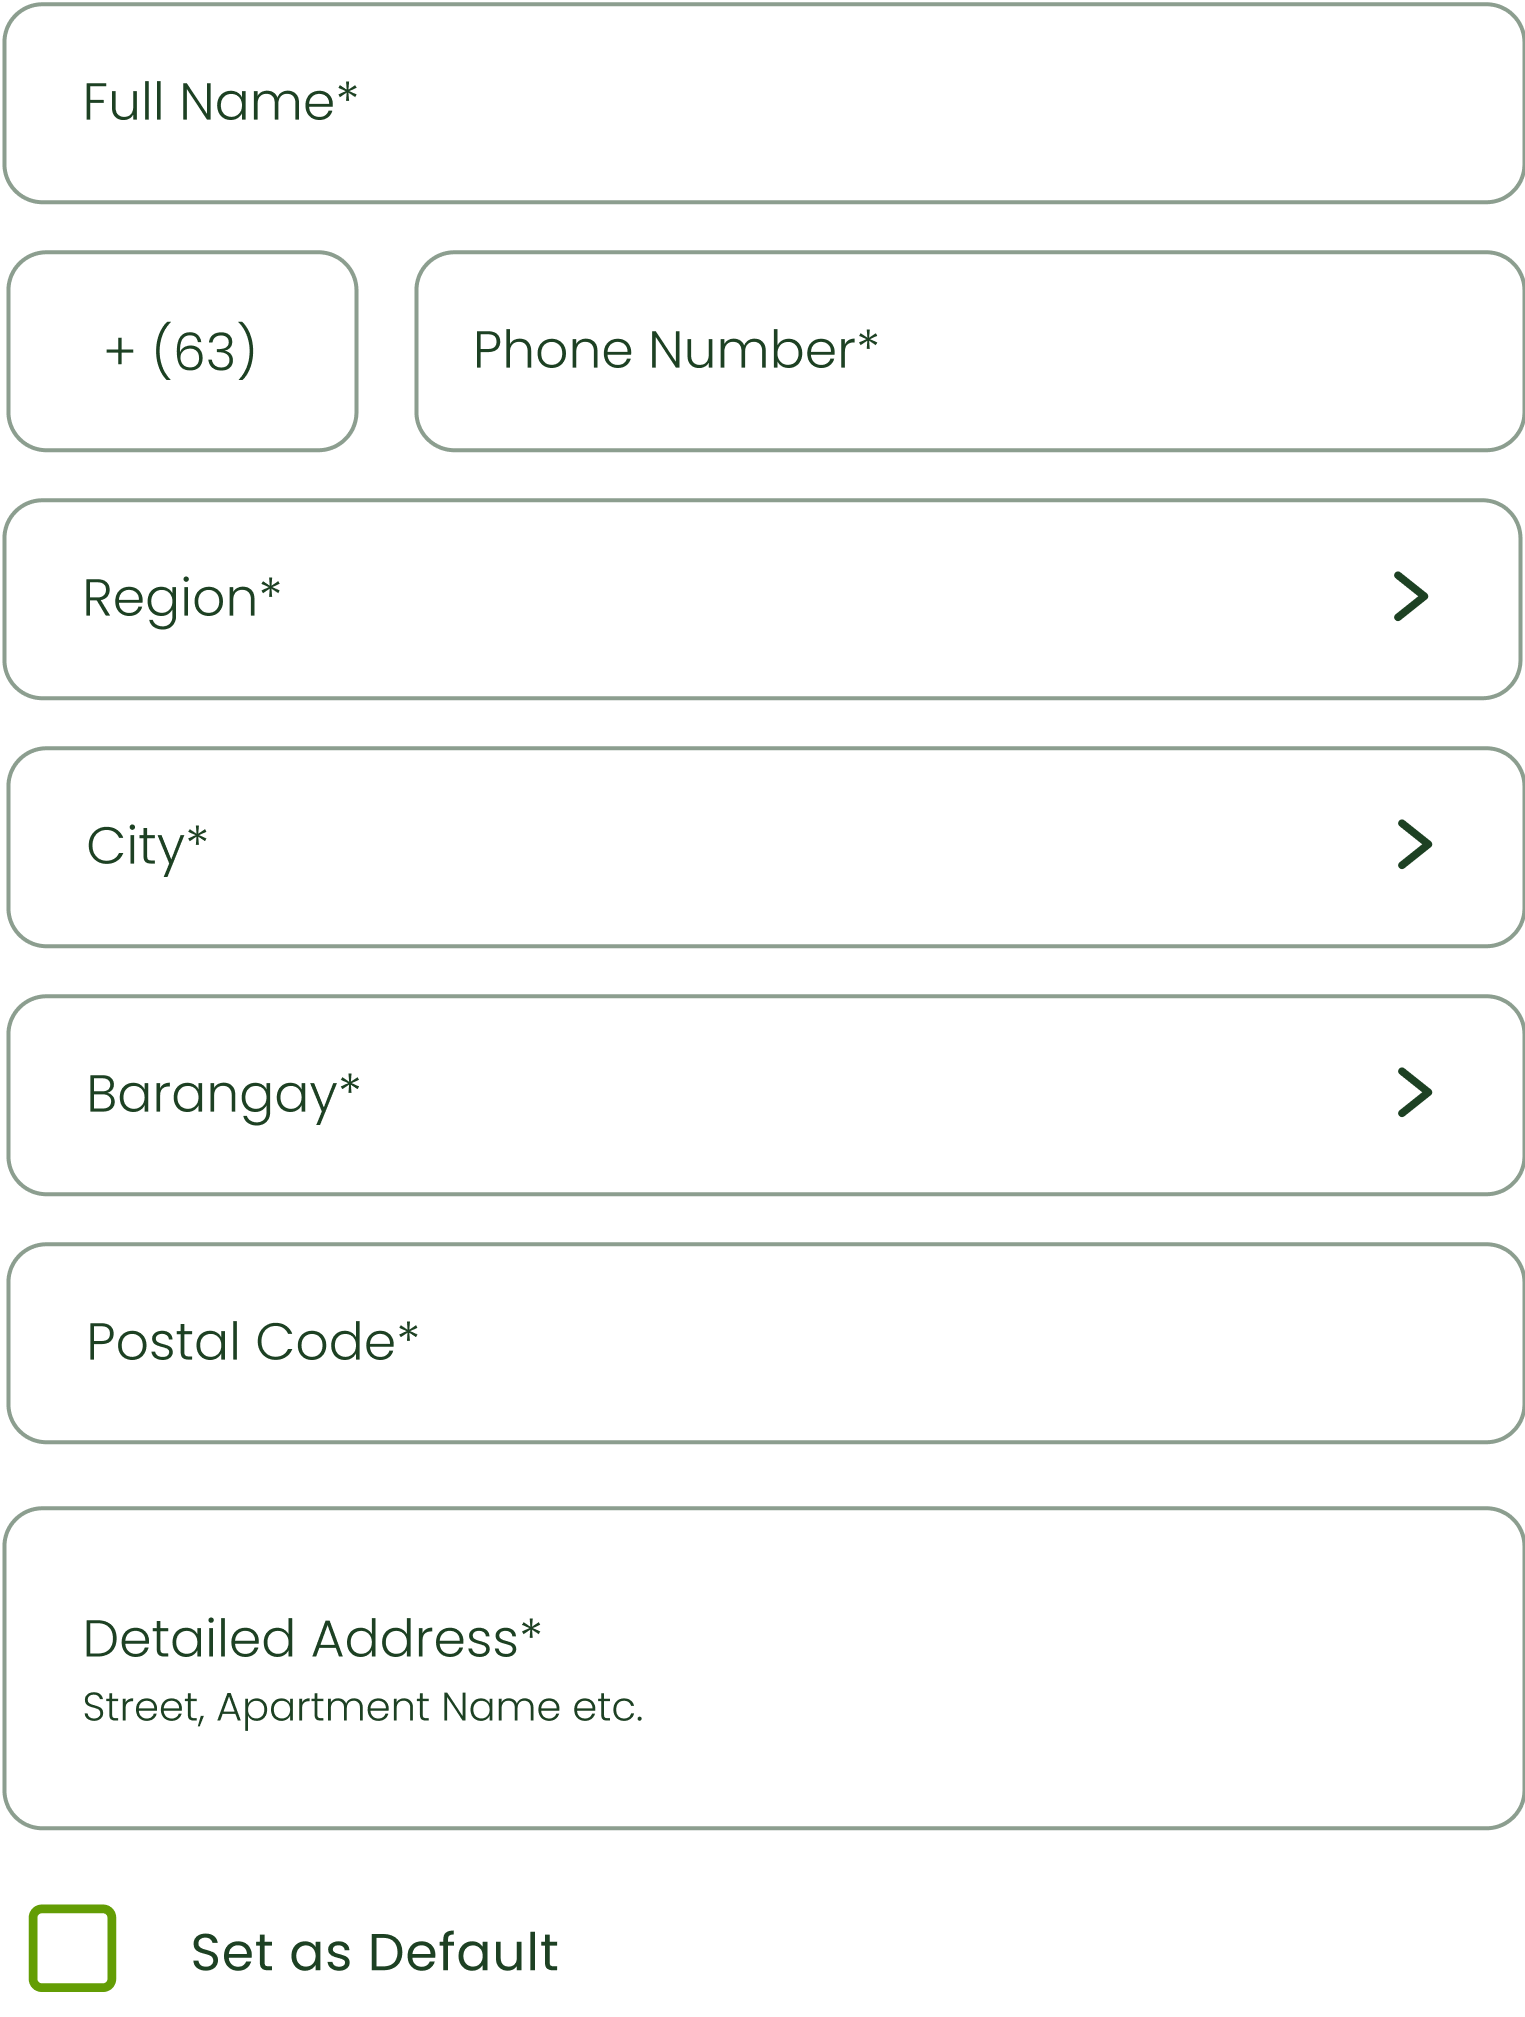 Full Name*
+ (63)
Phone Number*
Region*
City*
Barangay*
Postal Code*
Detailed Address*
Street, Apartment Name etc.
Set as Default